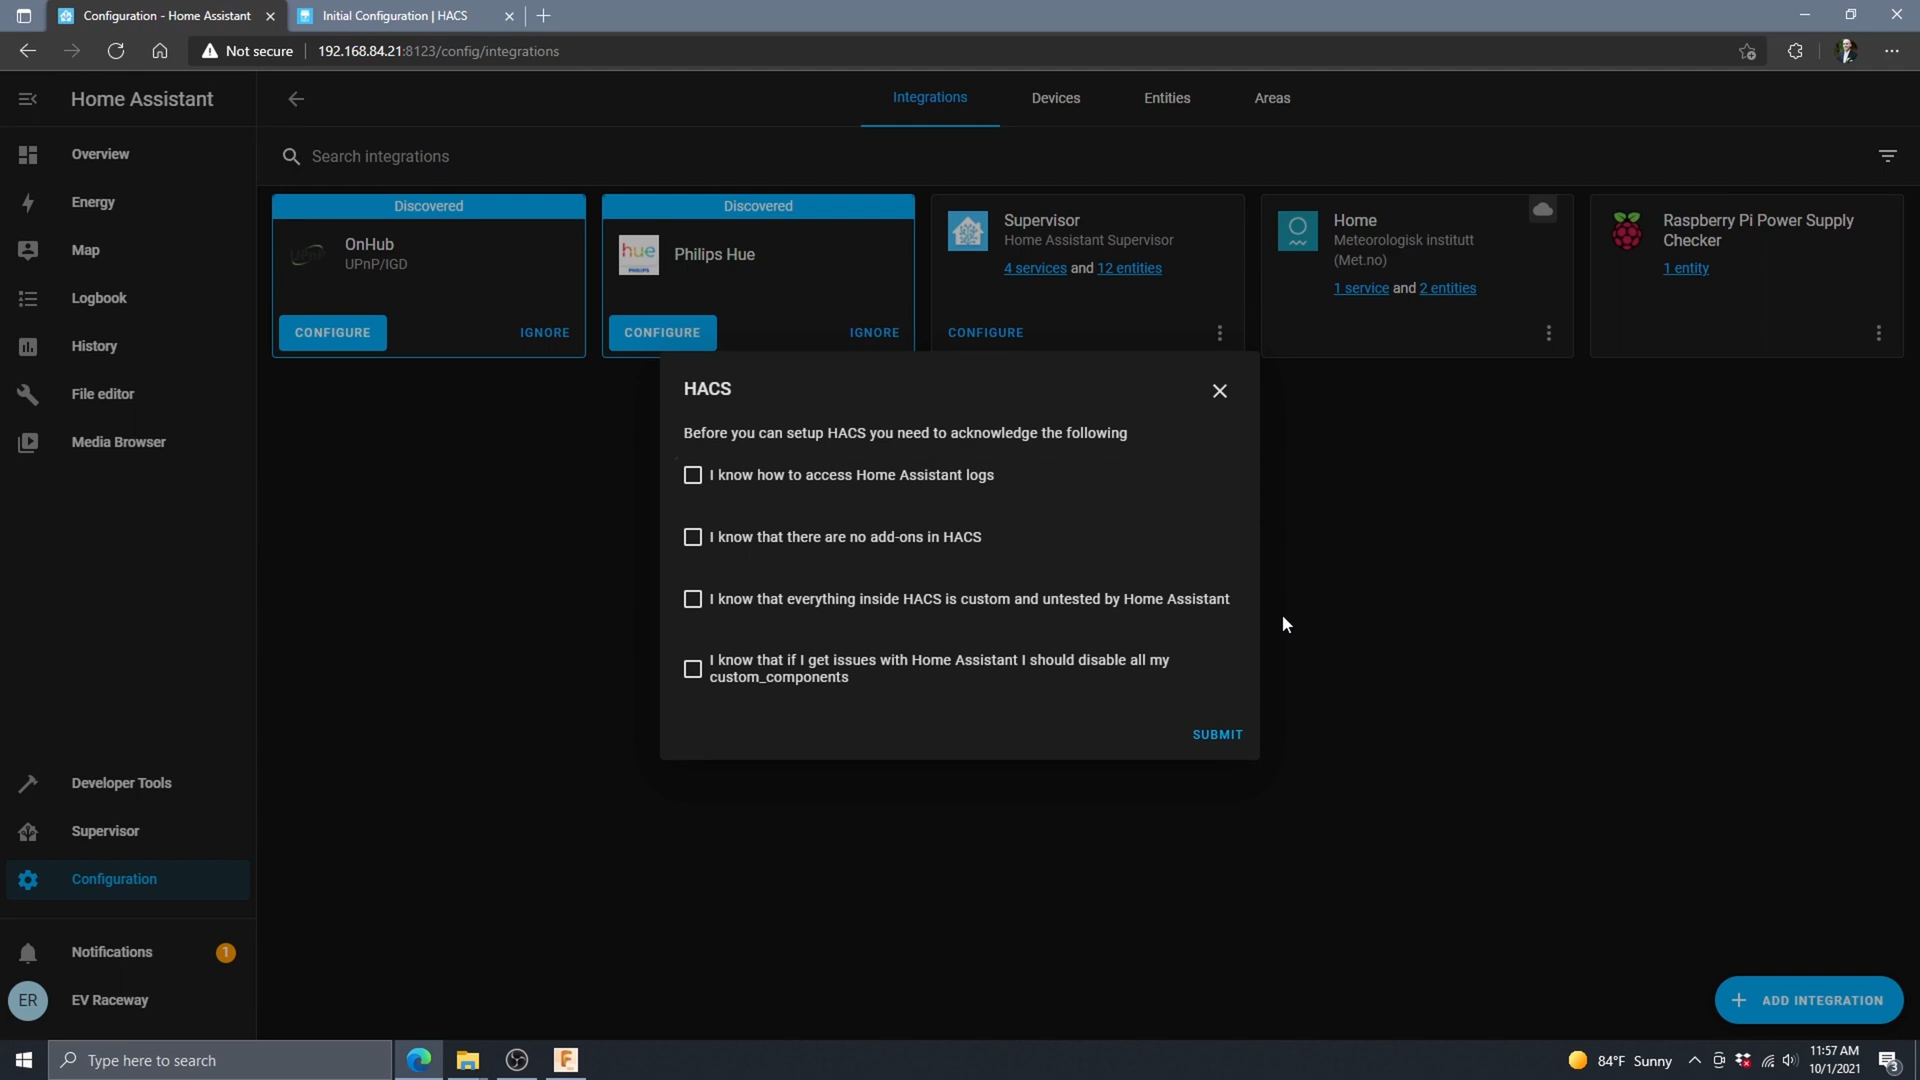 Configuration - Home Assistant
Initial Configuration | HACS
Not secure
192.168.84.21:8123/config/integrations
Home Assistant
Integrations
Devices
Entities
Areas
Overview
Energy
Map
Logbook
History
File editor
Media Browser
Developer Tools
Supervisor
Configuration
Notifications
1
ER
EV Raceway
Search integrations
Discovered
UPnP
OnHub
UPnP/IGD
CONFIGURE
IGNORE
Discovered
hue
PHILIPS
Philips Hue
CONFIGURE
IGNORE
Supervisor
Home Assistant Supervisor
4 services and 12 entities
CONFIGURE
Home
Meteorologisk institutt
(Met.no)
1 service and 2 entities
Raspberry Pi Power Supply
Checker
1 entity
HACS
Before you can setup HACS you need to acknowledge the following
I know how to access Home Assistant logs
I know that there are no add-ons in HACS
I know that everything inside HACS is custom and untested by Home Assistant
I know that if I get issues with Home Assistant I should disable all my
custom_components
SUBMIT
ADD INTEGRATION
Type here to search
F
84°F Sunny
11:57 AM
10/1/2021
3